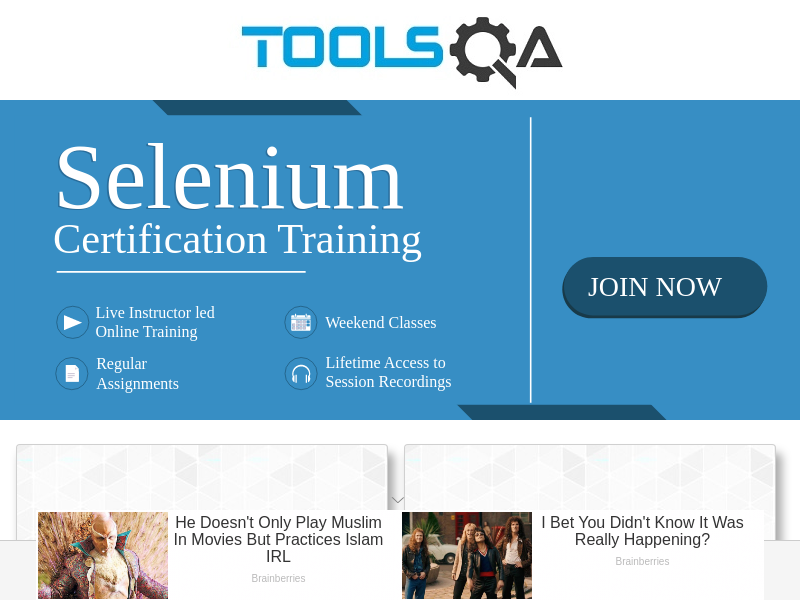 TOOLSQA
Selenium
Certification Training
JOIN NOW
Live Instructor led
Online Training
Weekend Classes
Regular
Assignments
Lifetime Access to
Session Recordings
He Doesn't Only Play Muslim
In Movies But Practices Islam
IRL
Brainberries
I Bet You Didn't Know It Was
Really Happening?
Brainberries